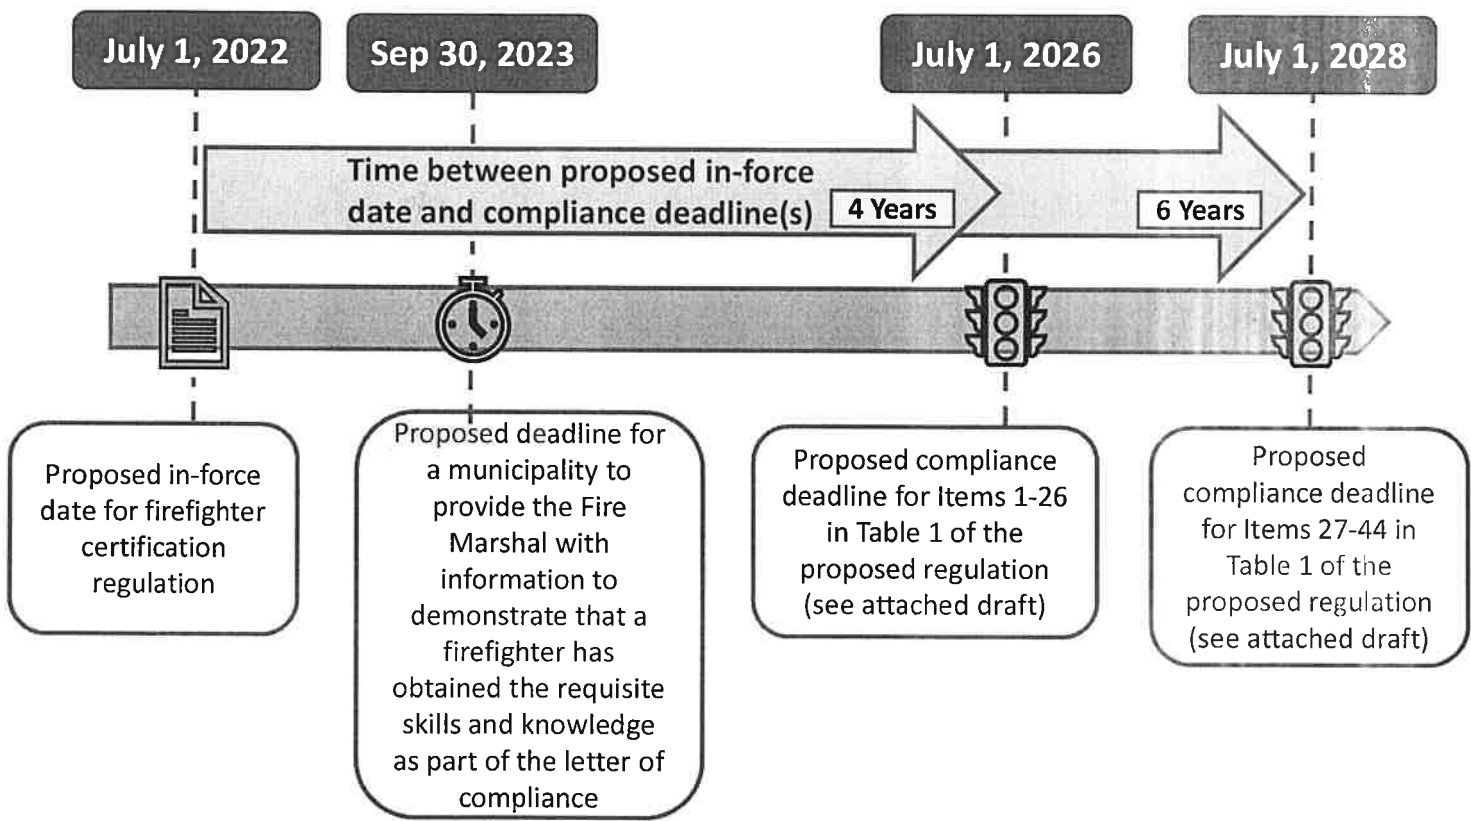 July 1, 2022
Sep 30, 2023
July 1, 2026
July 1, 2028
Time between proposed in-force
date and compliance deadline(s)
4 Years
6 Years
Proposed in-force
date for firefighter
certification
regulation
Proposed deadline for
a municipality to
provide the Fire
Marshal with
information to
demonstrate that a
firefighter has
obtained the requisite
skills and knowledge
as part of the letter of
compliance
Proposed compliance
deadline for Items 1-26
in Table 1 of the
proposed regulation
(see attached draft)
Proposed
compliance deadline
for Items 27-44 in
Table 1 of the
proposed regulation
(see attached draft)